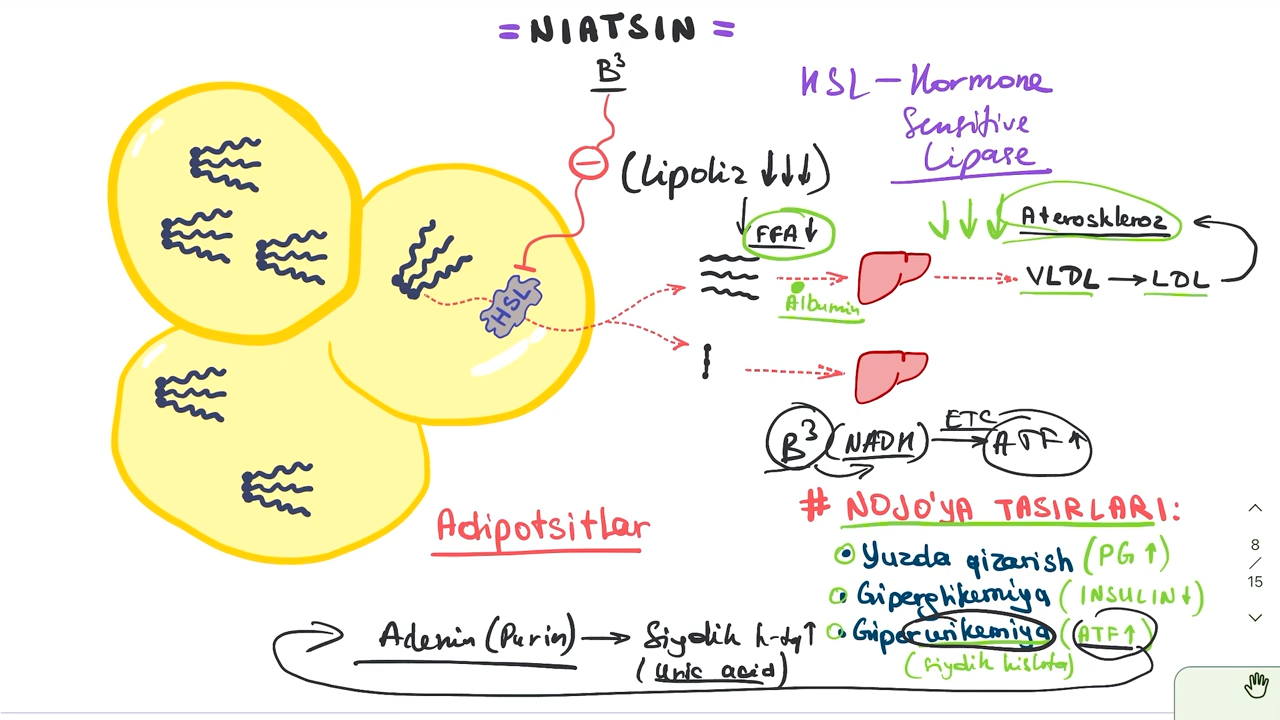 = NIATSIN =
B³
HSL – Hormone
Sensitive
Lipase
(Lipoliz ↓↓↓)
FFA↓
↓↓↓ Ateroskleroz
HSL
Albumin
VLDL → LDL
B³ (NADH) ETC → ATF↑
Adipotsitlar
# NOJO'YA TASIRLARI:
• Yuzda qizarish (PG↑)
• Giperglikemiya (INSULIN↓)
• Giperurikemiya (ATF↑)
(Siydik kislota)
Adenin (Purin) → Siydik k-ta↑
(Uric acid)
8
/
15